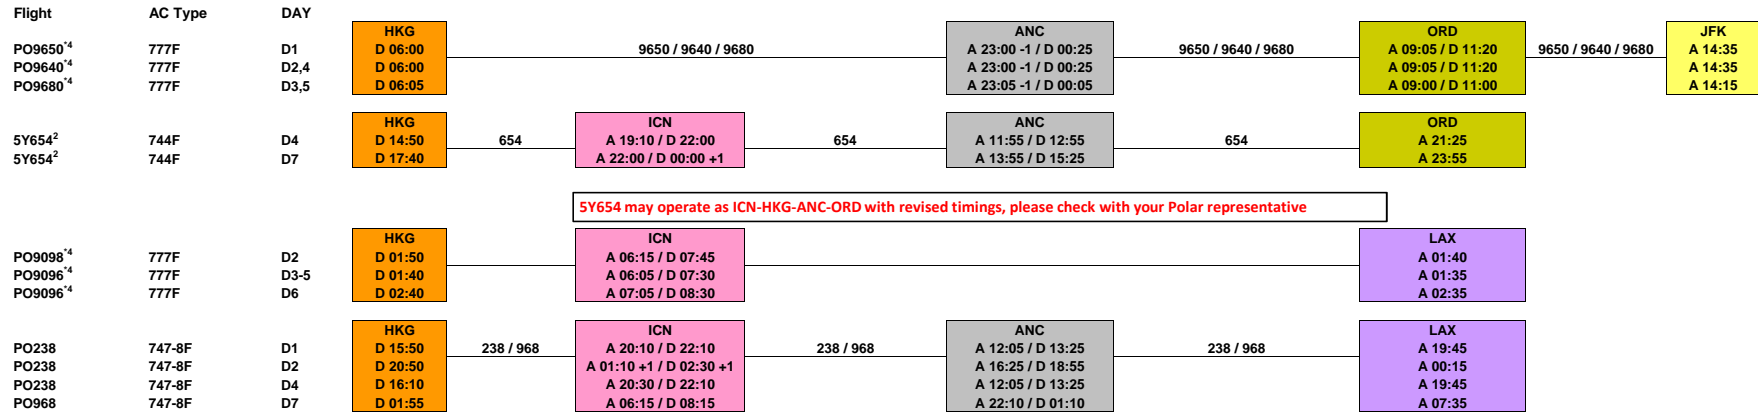 Flight AC Type DAY
HKG ANC ORD JFK
PO9650*4 777F D1 D 06:00 9650 / 9640 / 9680 A 23:00 -1 / D 00:25 9650 / 9640 / 9680 A 09:05 / D 11:20 9650 / 9640 / 9680 A 14:35
PO9640*4 777F D2,4 D 06:00 A 23:00 -1 / D 00:25 A 09:05 / D 11:20 A 14:35
PO9680*4 777F D3,5 D 06:05 A 23:05 -1 / D 00:05 A 09:00 / D 11:00 A 14:15
HKG ICN ANC ORD
5Y6542 744F D4 D 14:50 654 A 19:10 / D 22:00 654 A 11:55 / D 12:55 654 A 21:25
5Y6542 744F D7 D 17:40 A 22:00 / D 00:00 +1 A 13:55 / D 15:25 A 23:55
5Y654 may operate as ICN-HKG-ANC-ORD with revised timings, please check with your Polar representative
HKG ICN LAX
PO9098*4 777F D2 D 01:50 A 06:15 / D 07:45 A 01:40
PO9096*4 777F D3-5 D 01:40 A 06:05 / D 07:30 A 01:35
PO9096*4 777F D6 D 02:40 A 07:05 / D 08:30 A 02:35
HKG ICN ANC LAX
PO238 747-8F D1 D 15:50 238 / 968 A 20:10 / D 22:10 238 / 968 A 12:05 / D 13:25 238 / 968 A 19:45
PO238 747-8F D2 D 20:50 A 01:10 +1 / D 02:30 +1 A 16:25 / D 18:55 A 00:15
PO238 747-8F D4 D 16:10 A 20:30 / D 22:10 A 12:05 / D 13:25 A 19:45
PO968 747-8F D7 D 01:55 A 06:15 / D 08:15 A 22:10 / D 01:10 A 07:35